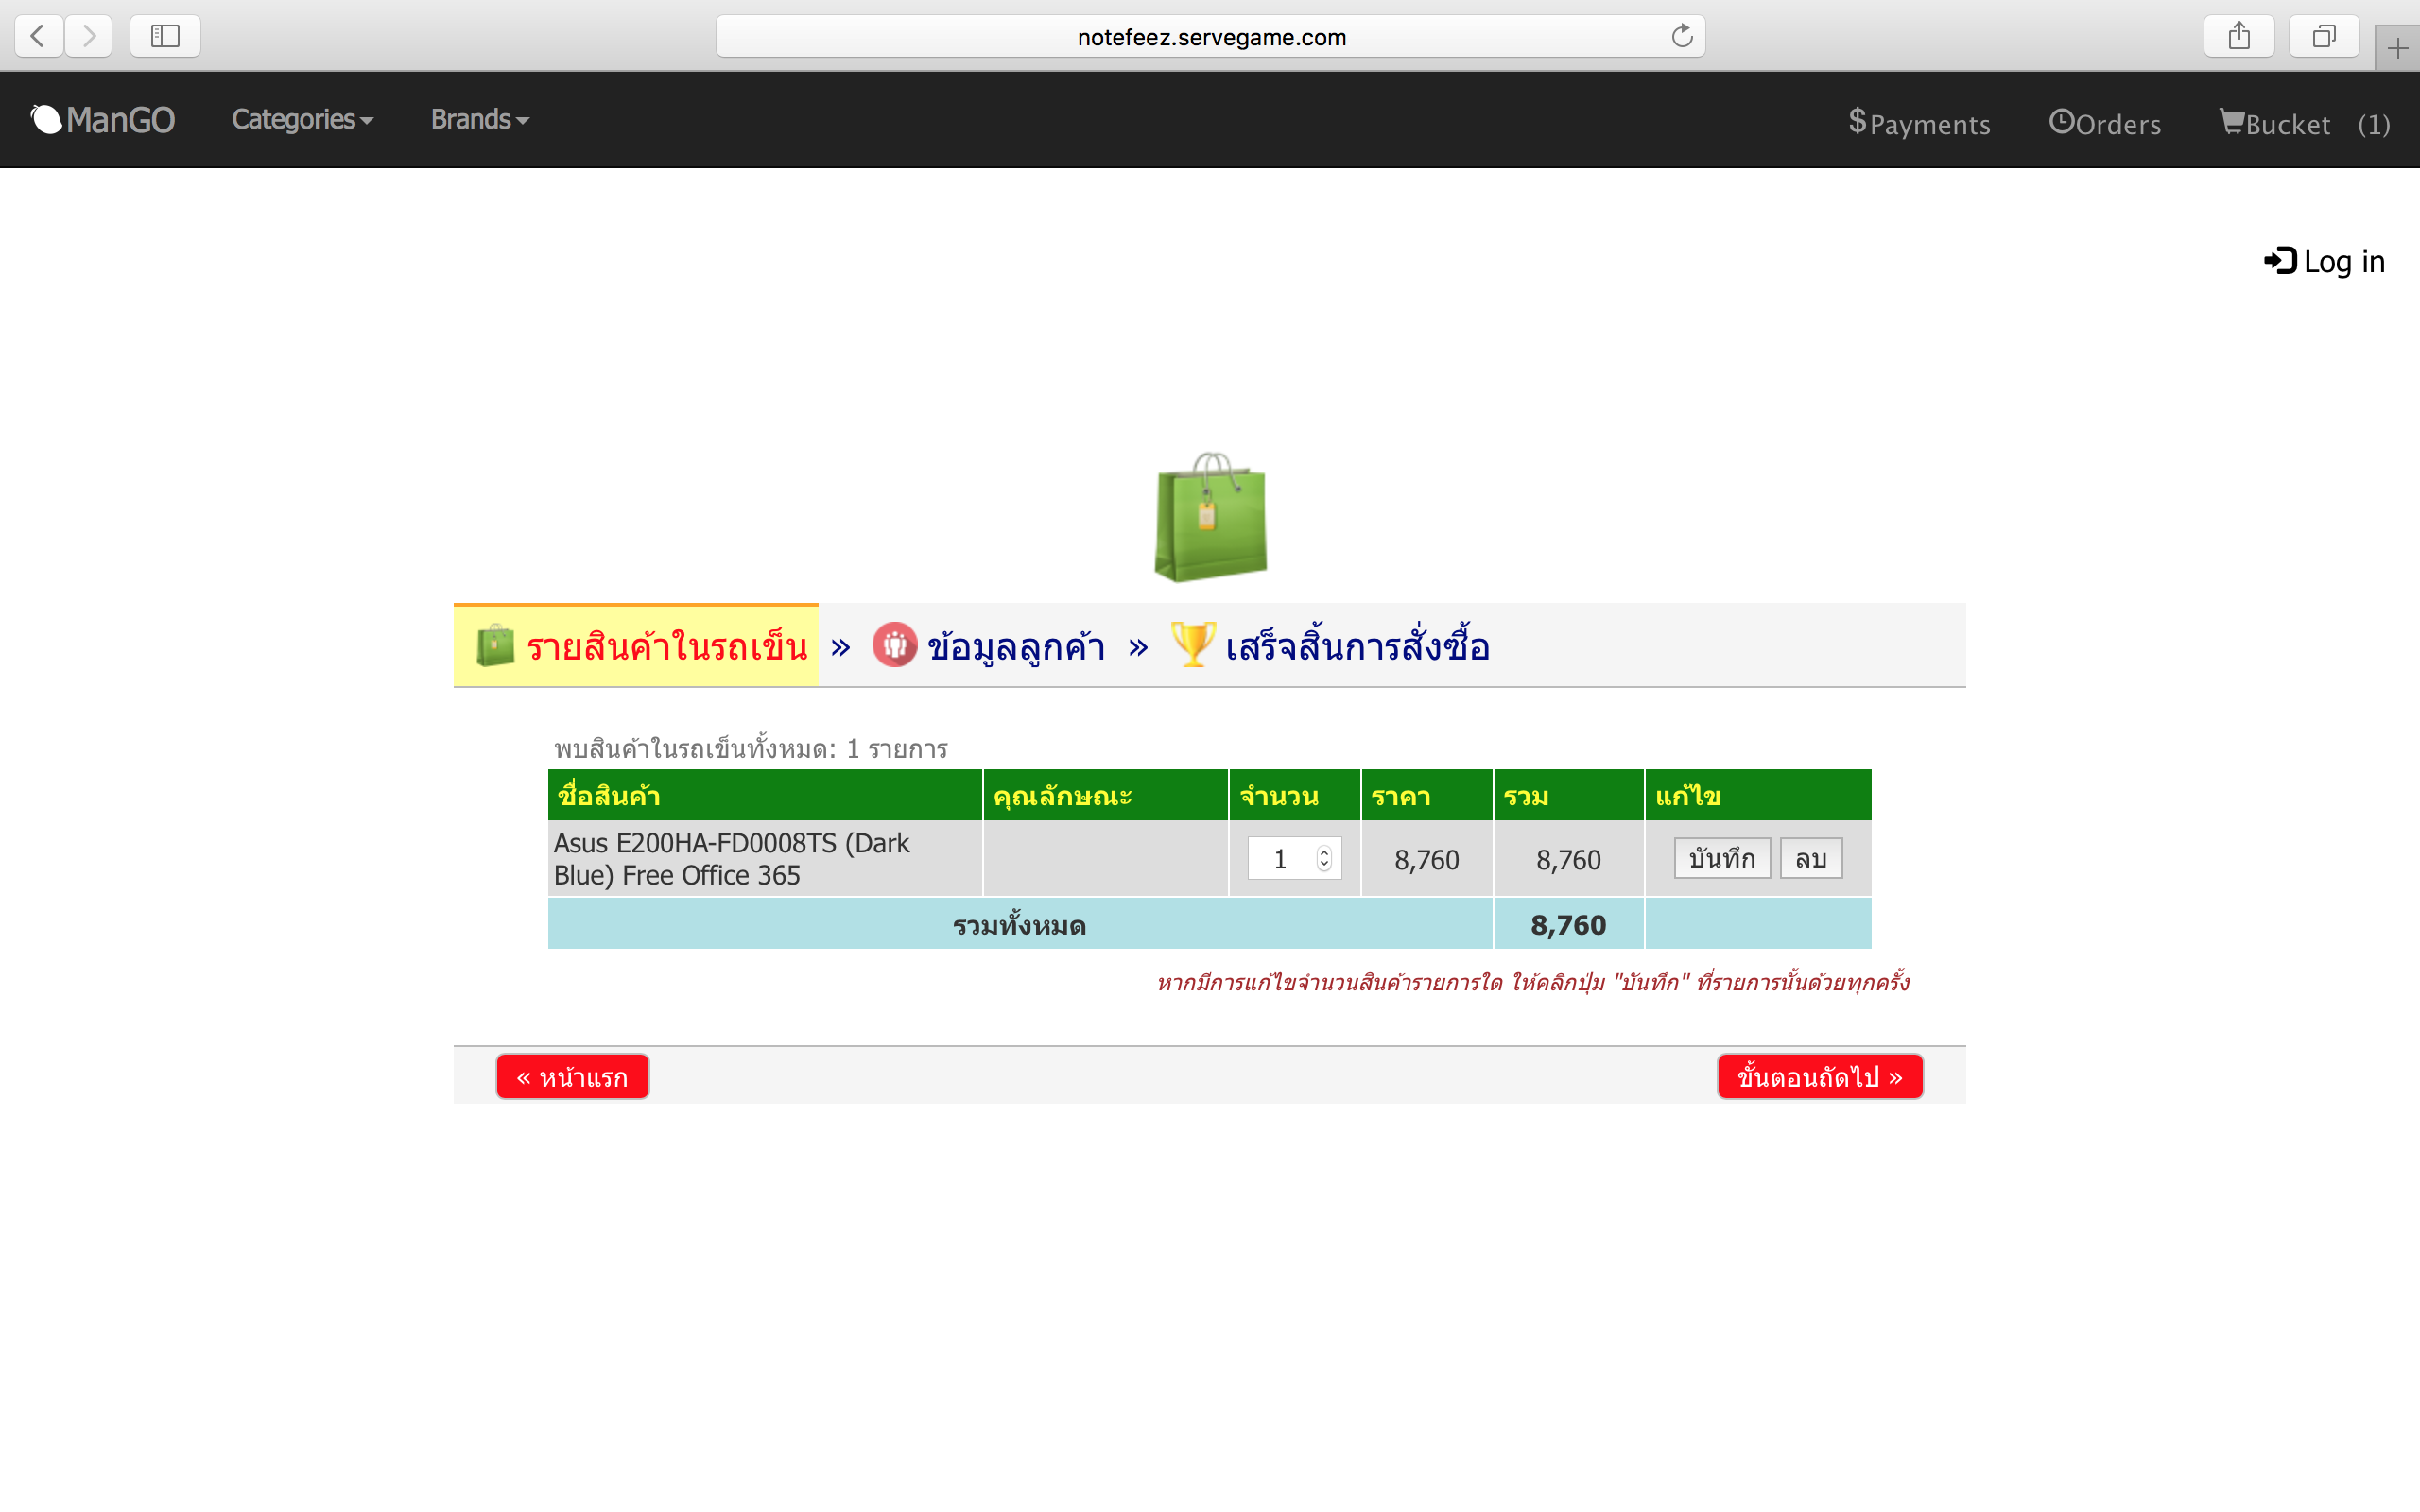 notefeez.servegame.com
ManGO Categories Brands $Payments Orders Bucket (1)
Log in
รายสินค้าในรถเข็น » ข้อมูลลูกค้า » เสร็จสิ้นการสั่งซื้อ
พบสินค้าในรถเข็นทั้งหมด: 1 รายการ
ชื่อสินค้า คุณลักษณะ จำนวน ราคา รวม แก้ไข
Asus E200HA-FD0008TS (Dark
Blue) Free Office 365
1 8,760 8,760 บันทึก ลบ
รวมทั้งหมด 8,760
หากมีการแก้ไขจำนวนสินค้ารายการใด ให้คลิกปุ่ม "บันทึก" ที่รายการนั้นด้วยทุกครั้ง
« หน้าแรก ขั้นตอนถัดไป »